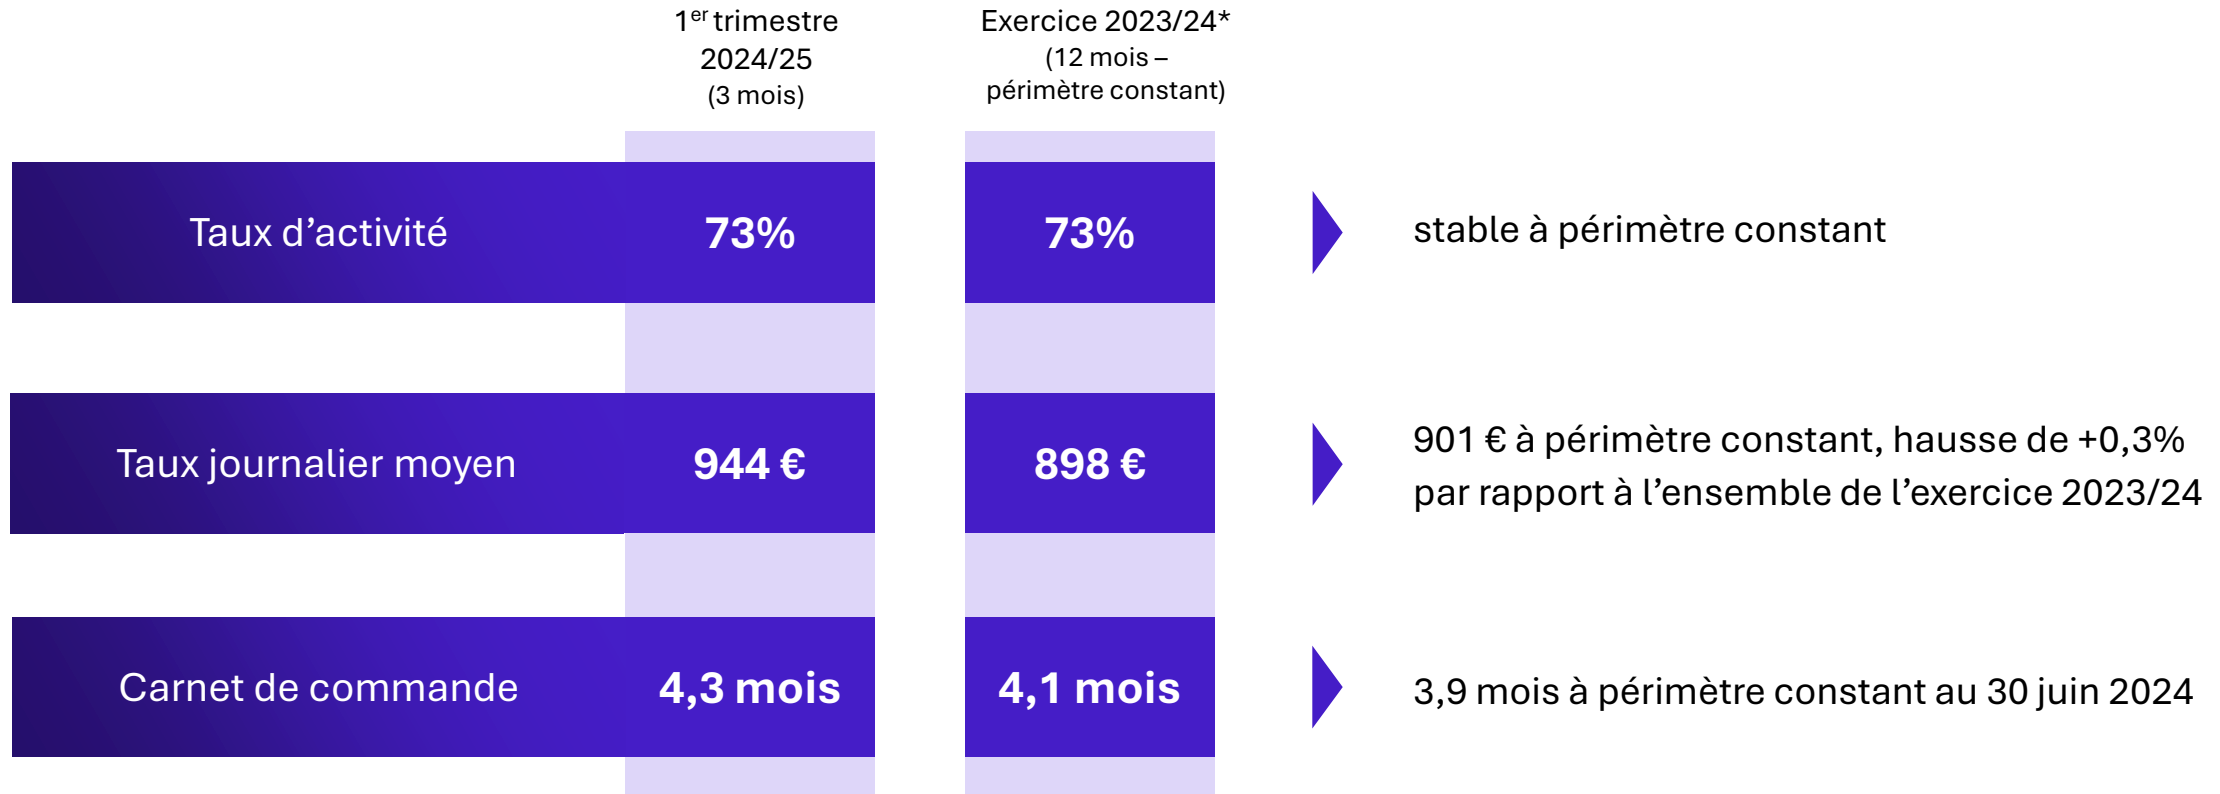 1er trimestre
2024/25
(3 mois)
Exercice 2023/24*
(12 mois –
périmètre constant)
Taux d’activité
73%
73%
stable à périmètre constant
Taux journalier moyen
944 €
898 €
901 € à périmètre constant, hausse de +0,3%
par rapport à l’ensemble de l’exercice 2023/24
Carnet de commande
4,3 mois
4,1 mois
3,9 mois à périmètre constant au 30 juin 2024